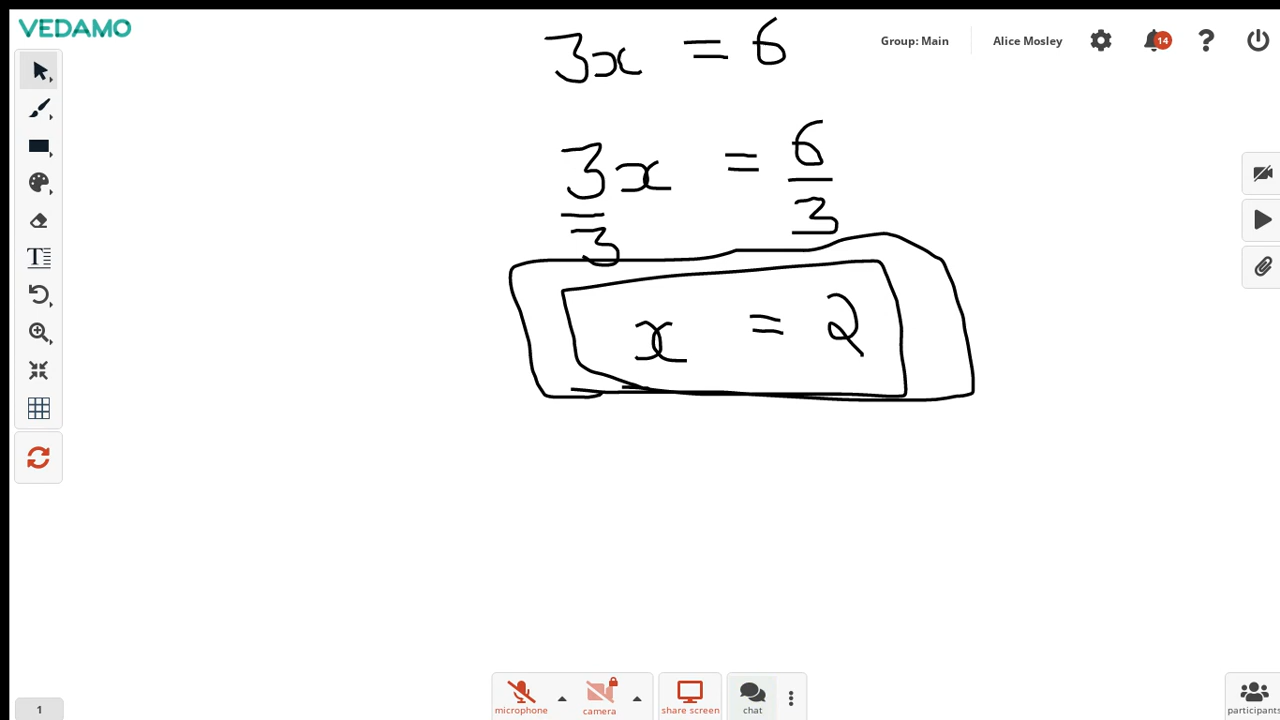 VEDAMO
Group: Main
Alice Mosley
14
?
3x = 6
3x/3 = 6/3
x = 2
1
microphone
camera
share screen
chat
participants